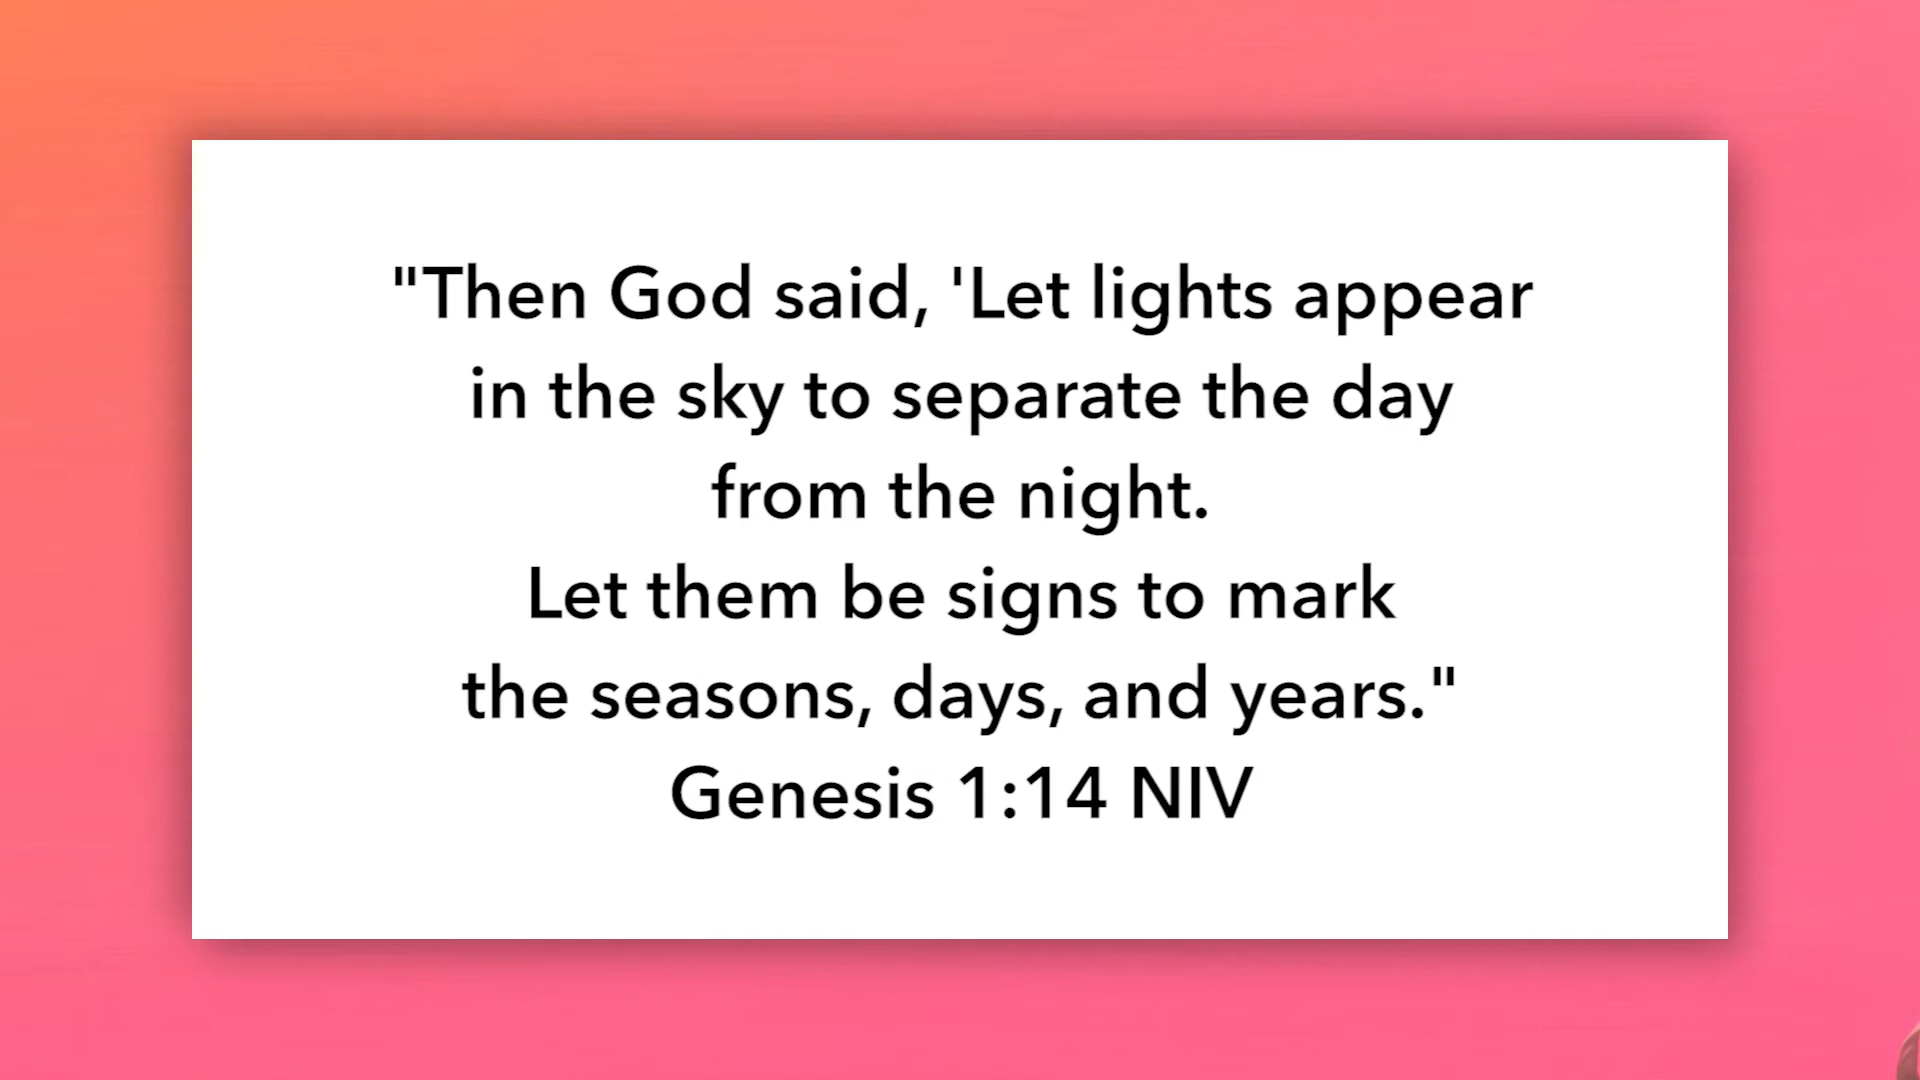 "Then God said, 'Let lights appear
in the sky to separate the day
from the night.
Let them be signs to mark
the seasons, days, and years."
Genesis 1:14 NIV